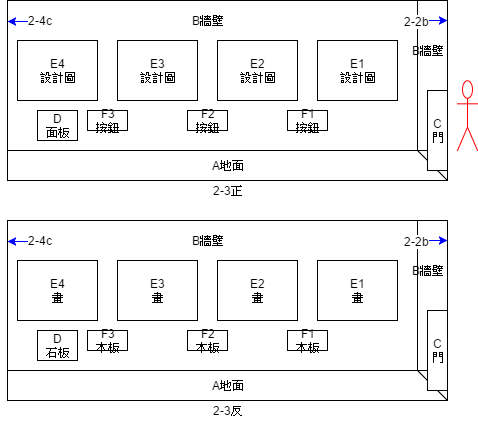 2-4c
B牆壁
2-2b
B牆壁
E4
設計圖
E3
設計圖
E2
設計圖
E1
設計圖
D
面板
F3
按鈕
F2
按鈕
F1
按鈕
C
門
A地面
2-3正
2-4c
B牆壁
2-2b
B牆壁
E4
畫
E3
畫
E2
畫
E1
畫
D
石板
F3
木板
F2
木板
F1
木板
C
門
A地面
2-3反